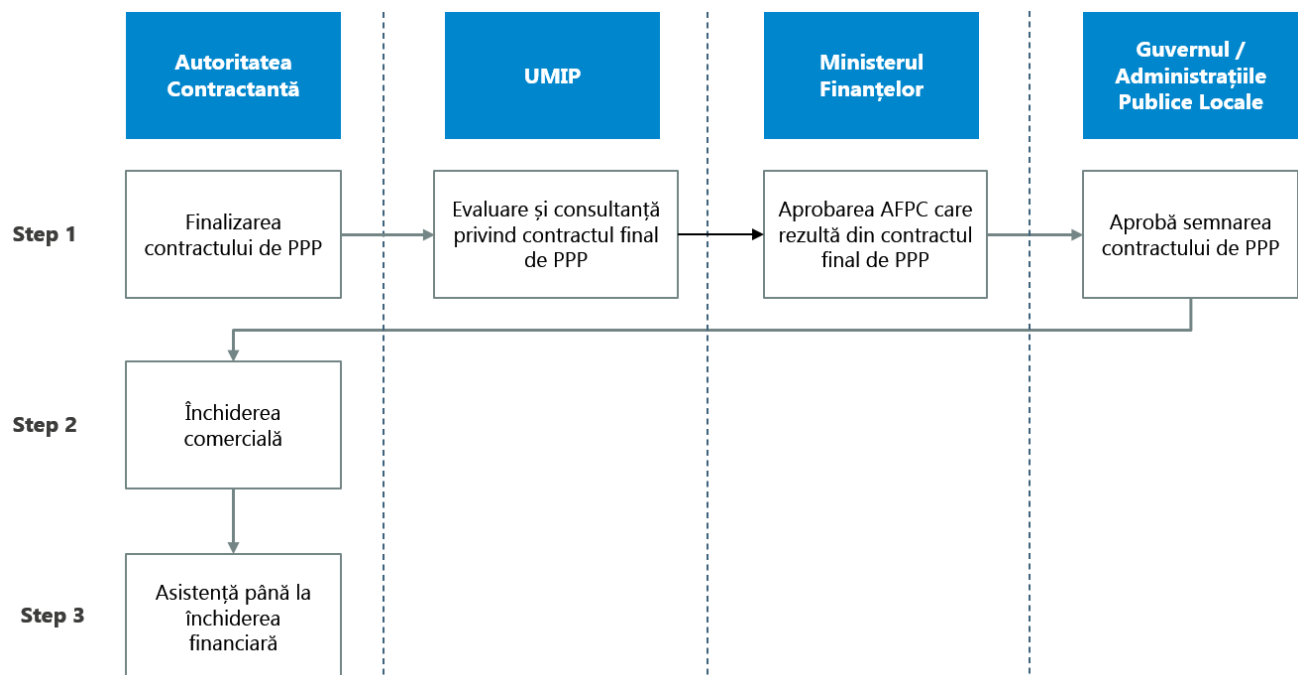 Autoritatea
Contractantă
UMIP
Ministerul
Finanțelor
Guvernul /
Administrațiile
Publice Locale
Step 1
Finalizarea
contractului de PPP
Evaluare și consultanță
privind contractul final
de PPP
Aprobarea AFPC care
rezultă din contractul
final de PPP
Aprobă semnarea
contractului de PPP
Step 2
Închiderea
comercială
Step 3
Asistență până la
închiderea
financiară